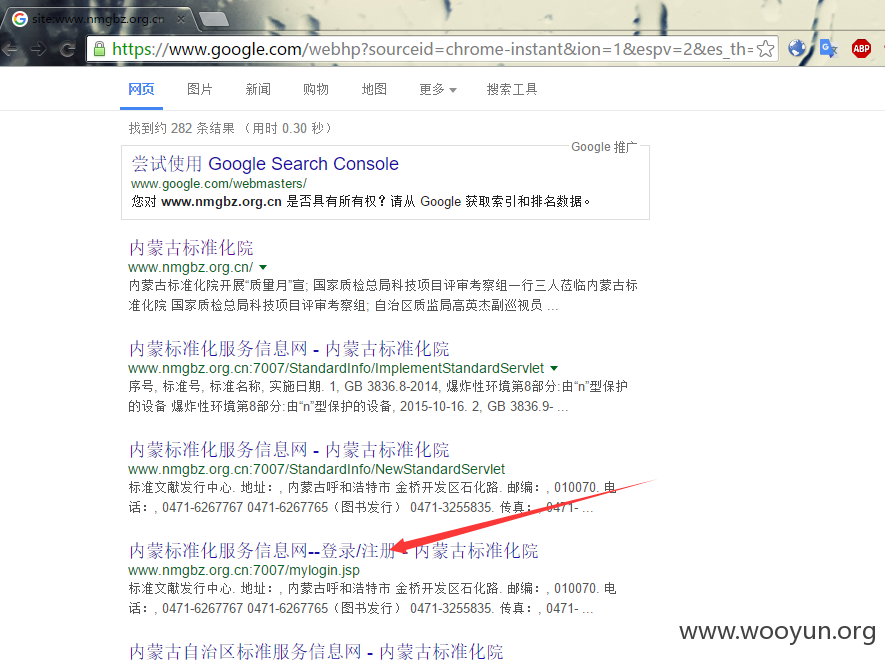 site:www.nmgbz.org.cn
https://www.google.com/webhp?sourceid=chrome-instant&ion=1&espv=2&es_th=
ABP
网页 图片 新闻 购物 地图 更多 搜索工具
找到约 282 条结果 （用时 0.30 秒）
Google 推广
尝试使用 Google Search Console
www.google.com/webmasters/
您对 www.nmgbz.org.cn 是否具有所有权？请从 Google 获取索引和排名数据。
内蒙古标准化院
www.nmgbz.org.cn/
内蒙古标准化院开展“质量月”宣; 国家质检总局科技项目评审考察组一行三人莅临内蒙古标
准化院 国家质检总局科技项目评审考察组; 自治区质监局高英杰副巡视员 ...
内蒙标准化服务信息网 - 内蒙古标准化院
www.nmgbz.org.cn:7007/StandardInfo/ImplementStandardServlet
序号, 标准号, 标准名称, 实施日期. 1, GB 3836.8-2014, 爆炸性环境第8部分:由“n”型保护
的设备 爆炸性环境第8部分:由“n”型保护的设备, 2015-10-16. 2, GB 3836.9- ...
内蒙标准化服务信息网 - 内蒙古标准化院
www.nmgbz.org.cn:7007/StandardInfo/NewStandardServlet
标准文献发行中心. 地址：, 内蒙古呼和浩特市 金桥开发区石化路. 邮编：, 010070. 电
话：, 0471-6267767 0471-6267765（图书发行） 0471-3255835. 传真：, 0471- ...
内蒙标准化服务信息网--登录/注册 - 内蒙古标准化院
www.nmgbz.org.cn:7007/mylogin.jsp
标准文献发行中心. 地址：, 内蒙古呼和浩特市 金桥开发区石化路. 邮编：, 010070. 电
话：, 0471-6267767 0471-6267765（图书发行） 0471-3255835. 传真：, 0471- ...
www.wooyun.org
内蒙古自治区标准服务信息网 - 内蒙古标准化院